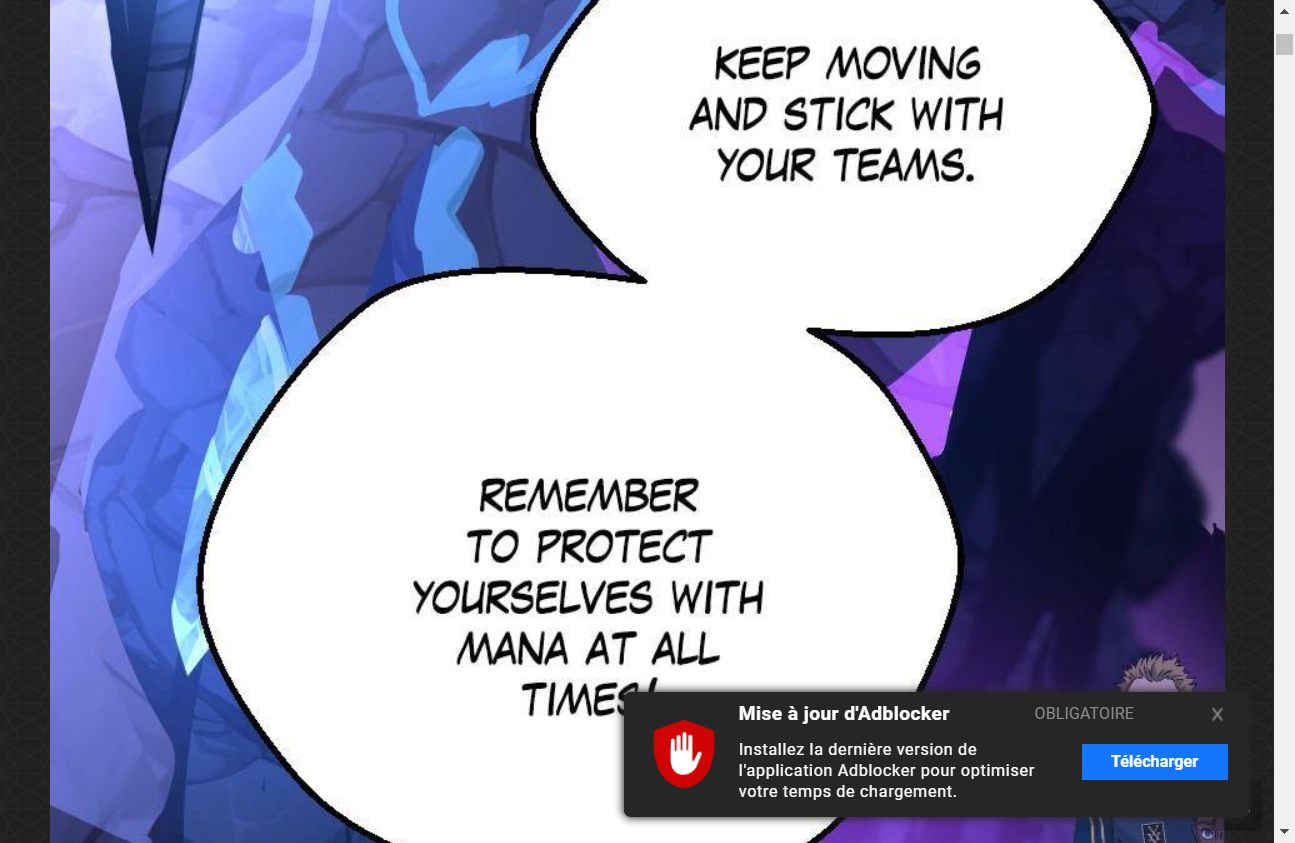 KEEP MOVING
AND STICK WITH
YOUR TEAMS.
REMEMBER
TO PROTECT
YOURSELVES WITH
MANA AT ALL
TIMES!
Mise à jour d'Adblocker
OBLIGATOIRE
X
Installez la dernière version de
l'application Adblocker pour optimiser
votre temps de chargement.
Télécharger